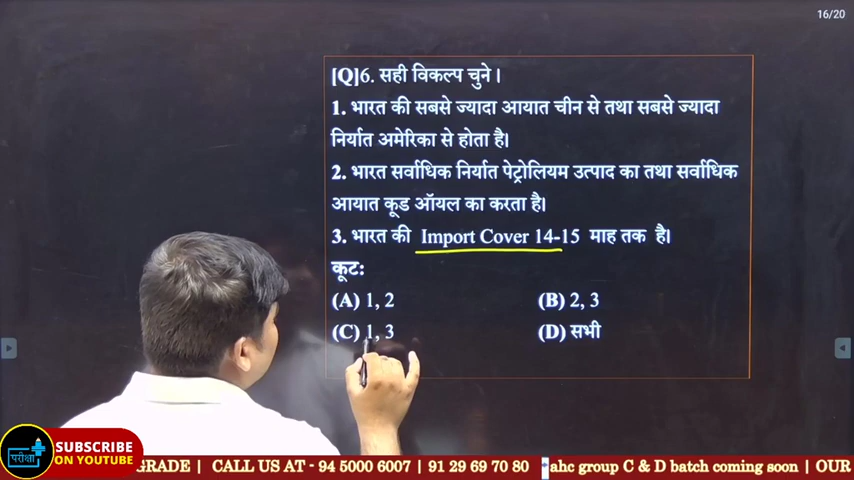 16/20
[Q]6. सही विकल्प चुने।
1. भारत की सबसे ज्यादा आयात चीन से तथा सबसे ज्यादा
निर्यात अमेरिका से होता है।
2. भारत सर्वाधिक निर्यात पेट्रोलियम उत्पाद का तथा सर्वाधिक
आयात क्रूड ऑयल का करता है।
3. भारत की Import Cover 14-15 माह तक है।
कूट:
(A) 1, 2
(B) 2, 3
(C) 1, 3
(D) सभी
परीक्षा
SUBSCRIBE
ON YOUTUBE
GRADE | CALL US AT - 94 5000 6007 | 91 29 69 70 80 ahc group C & D batch coming soon | OUR